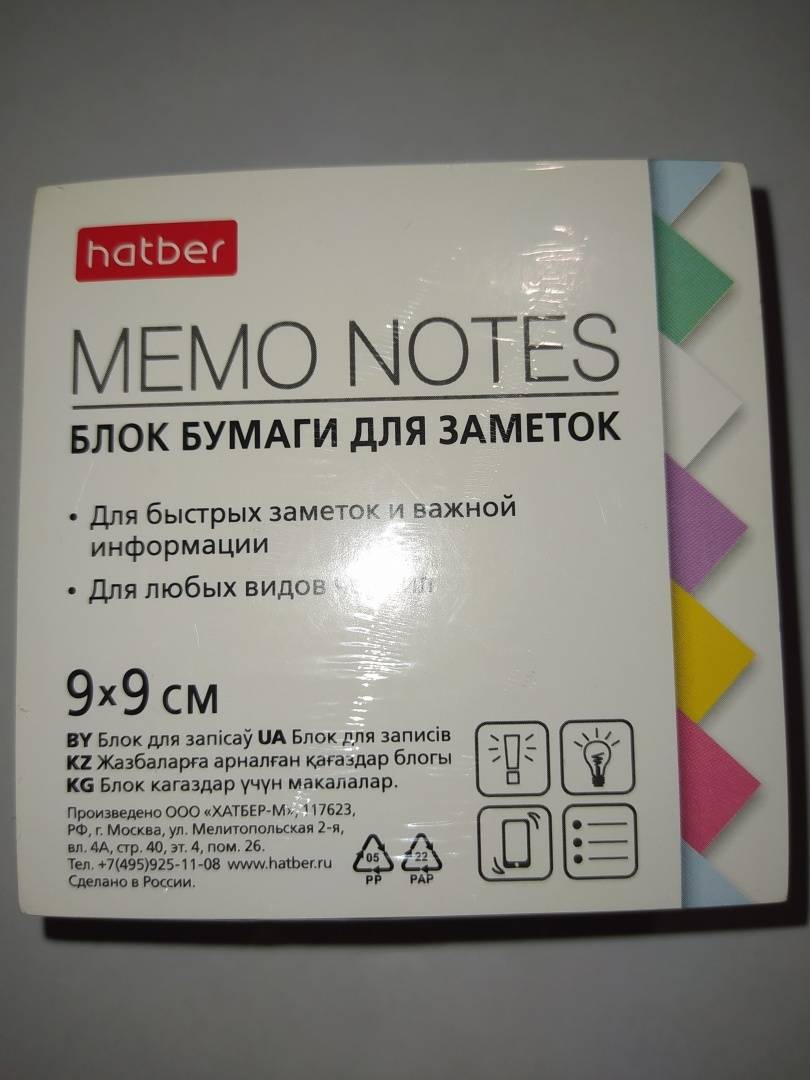 hatber
MEMO NOTES
БЛОК БУМАГИ ДЛЯ ЗАМЕТОК
• Для быстрых заметок и важной
информации
• Для любых видов
9×9 см
BY Блок для запісаў UA Блок для записів
KZ Жазбаларға арналған қағаздар блогы
KG Блок кагаздар үчүн макалалар.
Произведено ООО «ХАТБЕР-М», 117623,
РФ, г. Москва, ул. Мелитопольская 2-я,
вл. 4А, стр. 40, эт. 4, пом. 26.
Тел. +7(495)925-11-08 www.hatber.ru
Сделано в России.
05 22
PP PAP